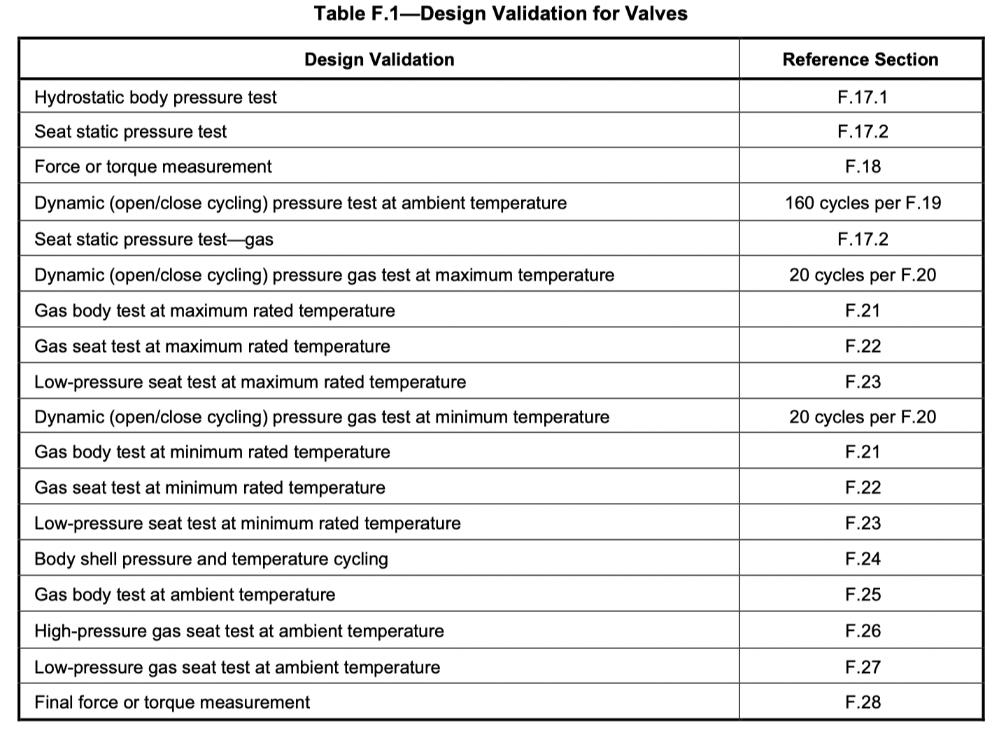 Table F.1—Design Validation for Valves
Design Validation Reference Section
Hydrostatic body pressure test F.17.1
Seat static pressure test F.17.2
Force or torque measurement F.18
Dynamic (open/close cycling) pressure test at ambient temperature 160 cycles per F.19
Seat static pressure test—gas F.17.2
Dynamic (open/close cycling) pressure gas test at maximum temperature 20 cycles per F.20
Gas body test at maximum rated temperature F.21
Gas seat test at maximum rated temperature F.22
Low-pressure seat test at maximum rated temperature F.23
Dynamic (open/close cycling) pressure gas test at minimum temperature 20 cycles per F.20
Gas body test at minimum rated temperature F.21
Gas seat test at minimum rated temperature F.22
Low-pressure seat test at minimum rated temperature F.23
Body shell pressure and temperature cycling F.24
Gas body test at ambient temperature F.25
High-pressure gas seat test at ambient temperature F.26
Low-pressure gas seat test at ambient temperature F.27
Final force or torque measurement F.28